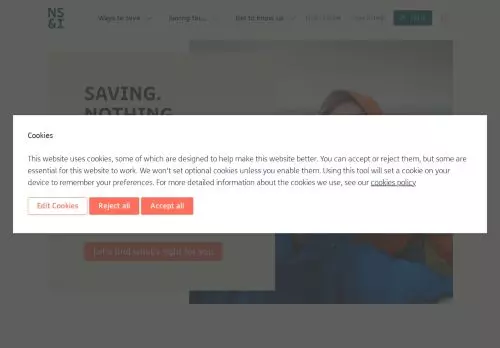 NS
&I
Ways to save
Saving for...
Get to know us
SAVING.
NOTHING
Cookies
This website uses cookies, some of which are designed to help make this website better. You can accept or reject them, but some are
essential for this website to work. We won't set optional cookies unless you enable them. Using this tool will set a cookie on your
device to remember your preferences. For more detailed information about the cookies we use, see our cookies policy
Edit Cookies
Reject all
Accept all
Let's find what's right for you